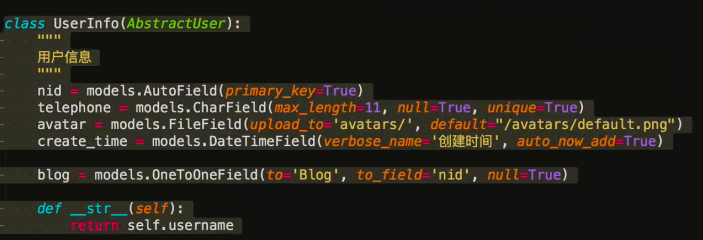 class UserInfo(AbstractUser):
    """
    用户信息
    """
    nid = models.AutoField(primary_key=True)
    telephone = models.CharField(max_length=11, null=True, unique=True)
    avatar = models.FileField(upload_to='avatars/', default="/avatars/default.png")
    create_time = models.DateTimeField(verbose_name='创建时间', auto_now_add=True)

    blog = models.OneToOneField(to='Blog', to_field='nid', null=True)

    def __str__(self):
        return self.username